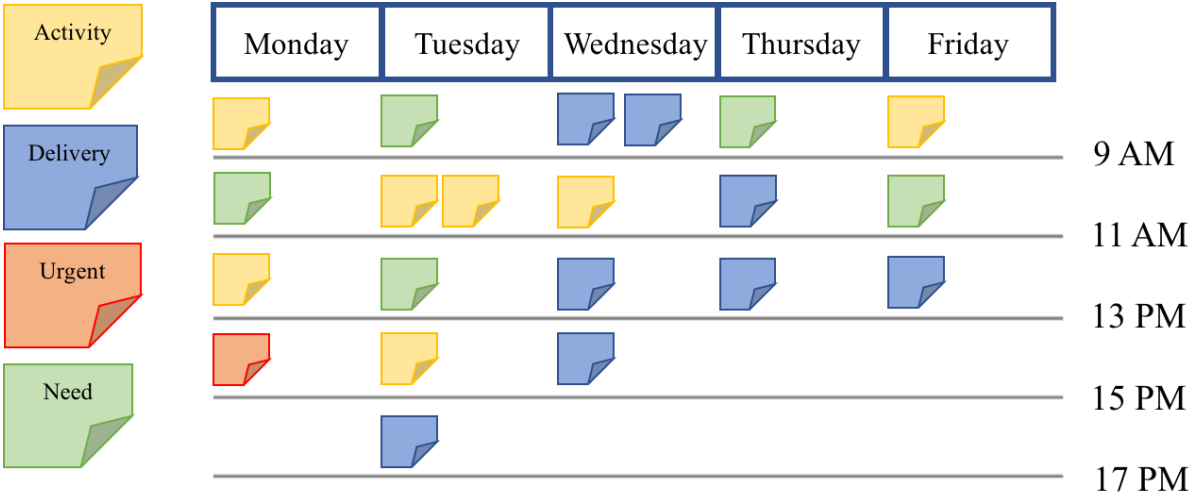 Activity
Monday Tuesday Wednesday Thursday Friday
Delivery
9 AM
11 AM
Urgent
13 PM
Need
15 PM
17 PM